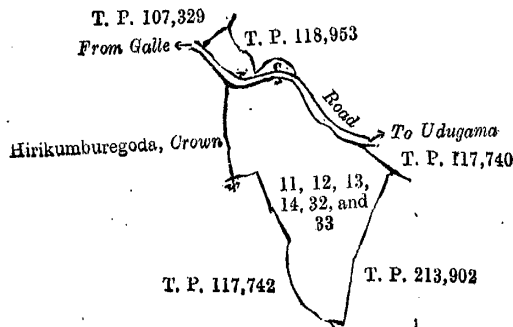 T. P. 107,329
T. P. 118,953
From Galle
Road
To Udugama
Hirikumburegoda, Crown
T. P. 117,740
11, 12, 13,
14, 32, and
33
T. P. 117,742
T. P. 213,902